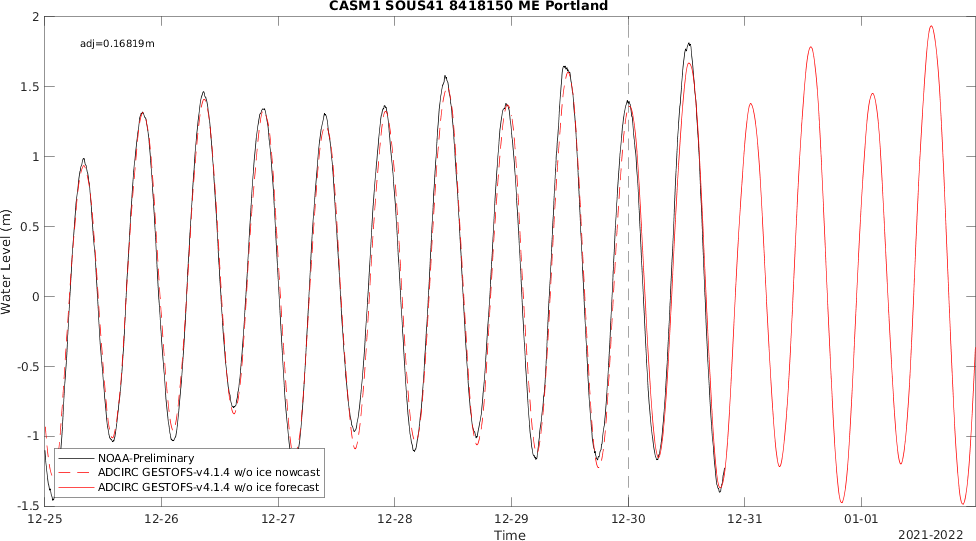 CASM1 SOUS41 8418150 ME Portland
adj=0.16819m
2
1.5
1
0.5
0
-0.5
-1
-1.5
Water Level (m)
NOAA-Preliminary
ADCIRC GESTOFS-v4.1.4 w/o ice nowcast
ADCIRC GESTOFS-v4.1.4 w/o ice forecast
12-25 12-26 12-27 12-28 12-29 12-30 12-31 01-01
Time
2021-2022